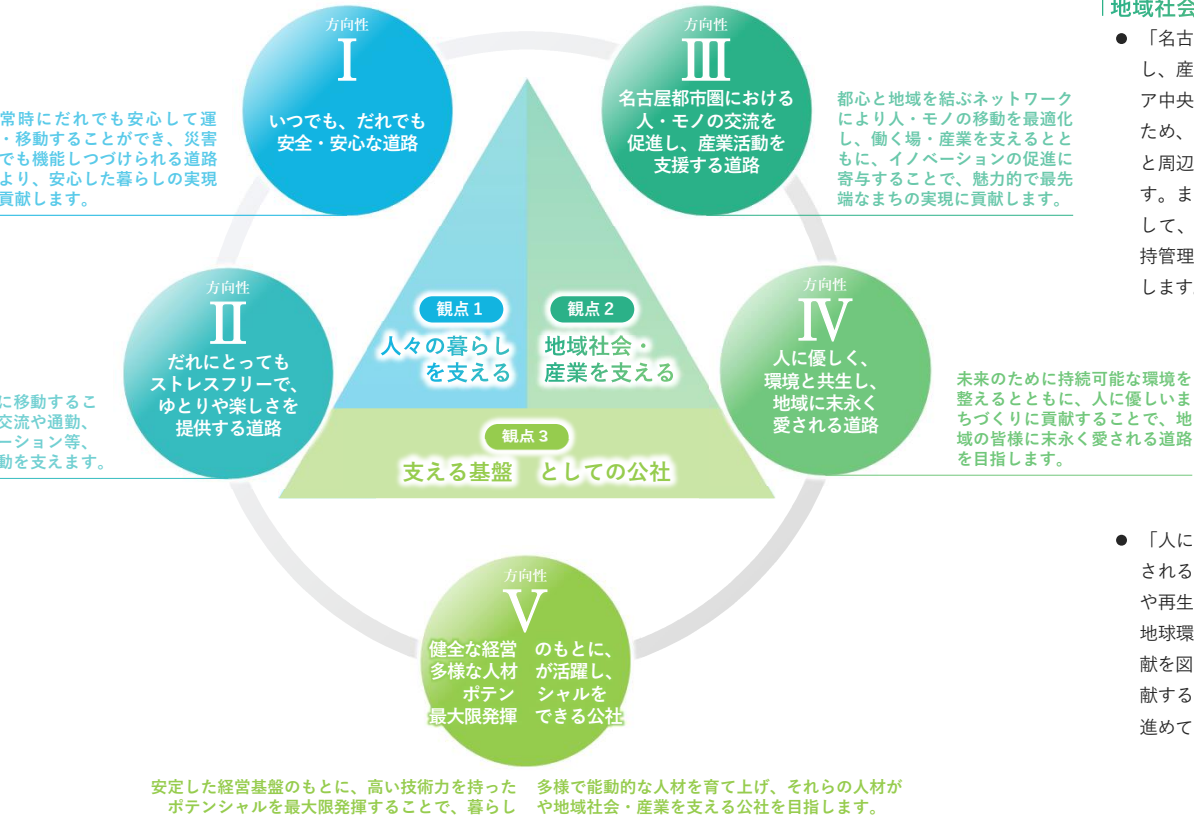 方向性
I
いつでも、だれでも
安全・安心な道路
常時にだれでも安心して運
・移動することができ、災害
でも機能しつづけられる道路
より、安心した暮らしの実現
貢献します。
方向性
III
名古屋都市圏における
人・モノの交流を
促進し、産業活動を
支援する道路
都心と地域を結ぶネットワーク
により人・モノの移動を最適化
し、働く場・産業を支えるとと
もに、イノベーションの促進に
寄与することで、魅力的で最先
端なまちの実現に貢献します。
方向性
II
だれにとっても
ストレスフリーで、
ゆとりや楽しさを
提供する道路
に移動するこ
交流や通勤、
ーション等、
動を支えます。
観点1
人々の暮らし
を支える
観点2
地域社会・
産業を支える
観点3
支える基盤 としての公社
方向性
IV
人に優しく、
環境と共生し、
地域に末永く
愛される道路
未来のために持続可能な環境を
整えるとともに、人に優しいま
ちづくりに貢献することで、地
域の皆様に末永く愛される道路
を目指します。
方向性
V
健全な経営 のもとに、
多様な人材 が活躍し、
ポテン シャルを
最大限発揮 できる公社
安定した経営基盤のもとに、高い技術力を持った 多様で能動的な人材を育て上げ、それらの人材が
ポテンシャルを最大限発揮することで、暮らし や地域社会・産業を支える公社を目指します。
「地域社会
● 「名古
し、産
ア中央
ため、
と周辺
す。ま
して、
持管理
します
● 「人に
される
や再生
地球環
献を図
献する
進めて